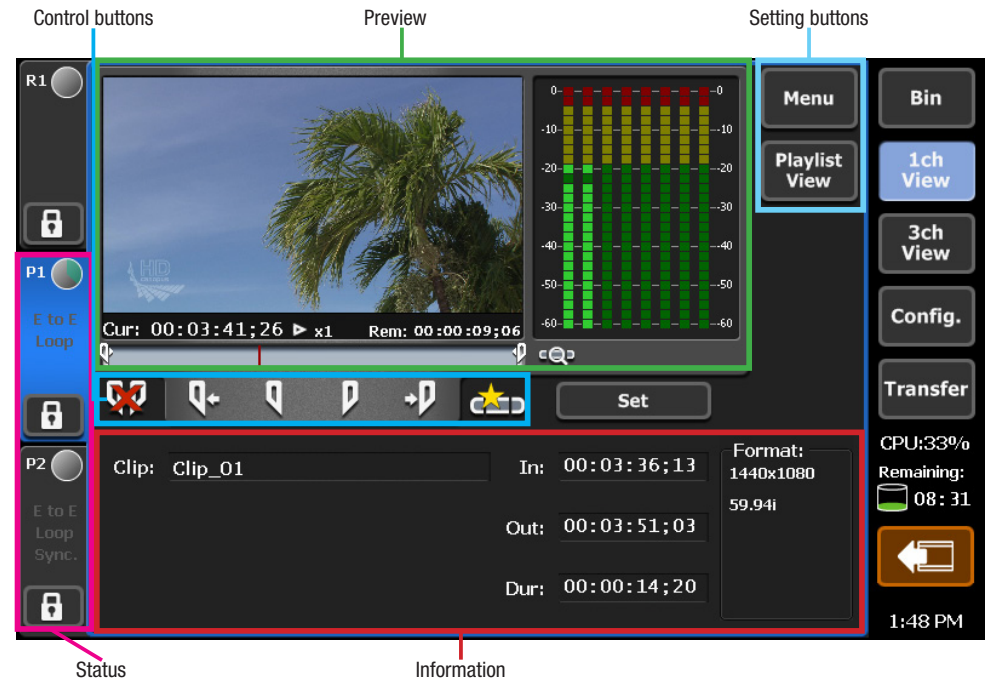 Control buttons
Preview
Setting buttons
R1
0 0
-10 -10
-20 -20
-30 -30
-40 -40
-50 -50
-60 -60
HD
Cur: 00:03:41;26 x1 Rem: 00:00:09;06
Menu
Playlist
View
Bin
1ch
View
3ch
View
Config.
Transfer
P1
E to E
Loop
Set
P2
E to E
Loop
Sync.
Clip: Clip_01
In: 00:03:36;13
Out: 00:03:51;03
Dur: 00:00:14;20
Format:
1440x1080
59.94i
CPU:33%
Remaining:
08:31
1:48 PM
Status
Information